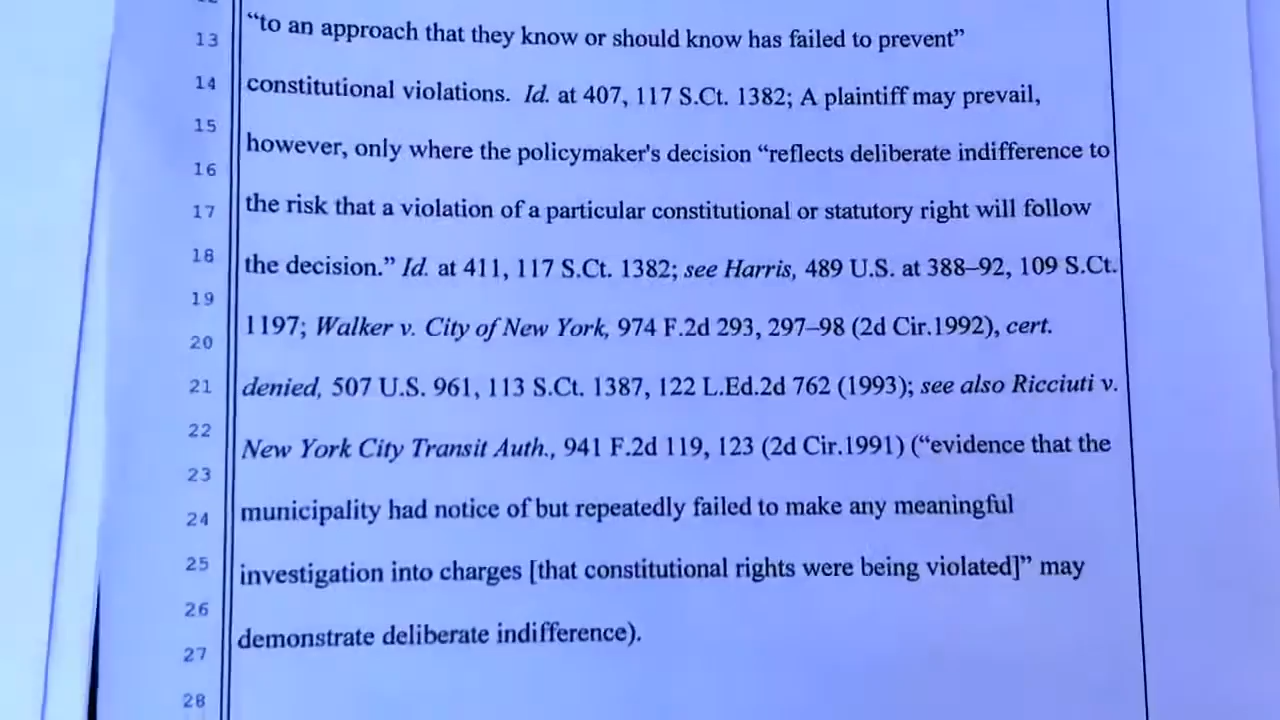 13 "to an approach that they know or should know has failed to prevent"
14 constitutional violations. Id. at 407, 117 S.Ct. 1382; A plaintiff may prevail,
15
however, only where the policymaker's decision "reflects deliberate indifference to
16
17 the risk that a violation of a particular constitutional or statutory right will follow
18 the decision." Id. at 411, 117 S.Ct. 1382; see Harris, 489 U.S. at 388–92, 109 S.Ct.
19
1197; Walker v. City of New York, 974 F.2d 293, 297–98 (2d Cir.1992), cert.
20
21 denied, 507 U.S. 961, 113 S.Ct. 1387, 122 L.Ed.2d 762 (1993); see also Ricciuti v.
22
New York City Transit Auth., 941 F.2d 119, 123 (2d Cir.1991) ("evidence that the
23
24 municipality had notice of but repeatedly failed to make any meaningful
25 investigation into charges [that constitutional rights were being violated]" may
26
demonstrate deliberate indifference).
27
28